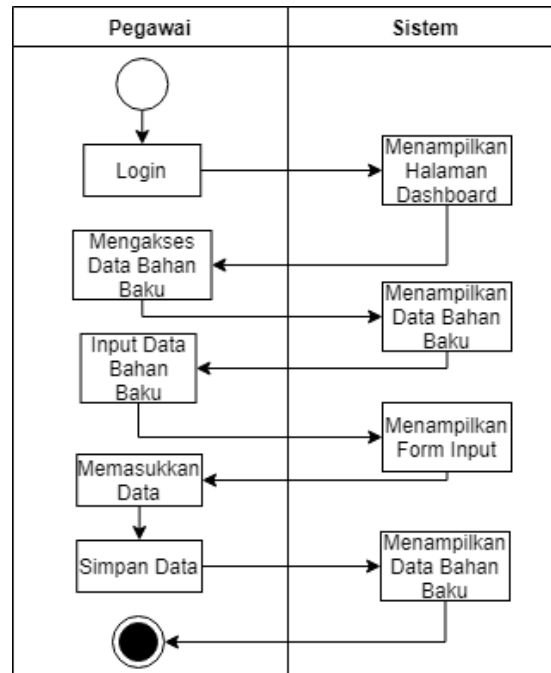 Pegawai
Sistem
Login
Menampilkan
Halaman
Dashboard
Mengakses
Data Bahan
Baku
Menampilkan
Data Bahan
Baku
Input Data
Bahan
Baku
Menampilkan
Form Input
Memasukkan
Data
Simpan Data
Menampilkan
Data Bahan
Baku